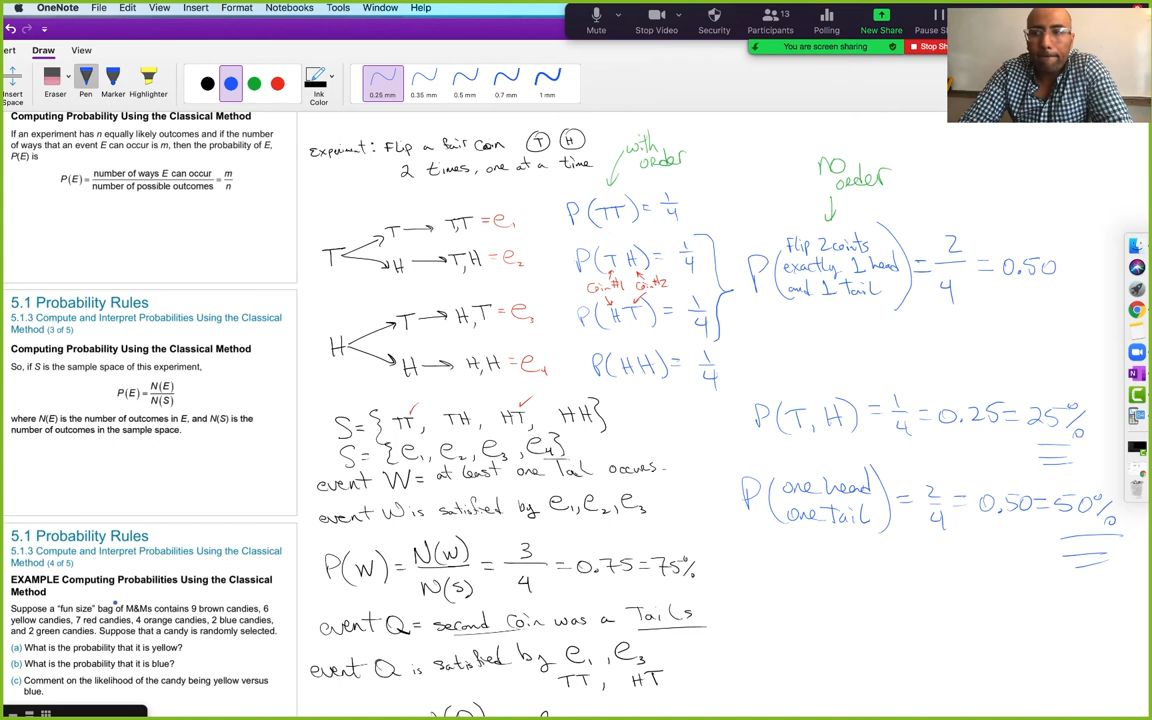 OneNote File Edit View Insert Format Notebooks Tools Window Help
ert Draw View
Insert Space Eraser Pen Marker Highlighter Ink Color 0.25 mm 0.35 mm 0.5 mm 0.7 mm 1 mm
Mute Stop Video Security Participants 13 Polling New Share Pause Sh
You are screen sharing Stop Sh
Computing Probability Using the Classical Method
If an experiment has n equally likely outcomes and if the number
of ways that an event E can occur is m, then the probability of E,
P(E) is
P(E) = number of ways E can occur / number of possible outcomes = m/n
5.1 Probability Rules
5.1.3 Compute and Interpret Probabilities Using the Classical
Method (3 of 5)
Computing Probability Using the Classical Method
So, if S is the sample space of this experiment,
P(E) = N(E)/N(S)
where N(E) is the number of outcomes in E, and N(S) is the
number of outcomes in the sample space.
5.1 Probability Rules
5.1.3 Compute and Interpret Probabilities Using the Classical
Method (4 of 5)
EXAMPLE Computing Probabilities Using the Classical
Method
Suppose a “fun size” bag of M&Ms contains 9 brown candies, 6
yellow candies, 7 red candies, 4 orange candies, 2 blue candies,
and 2 green candies. Suppose that a candy is randomly selected.
(a) What is the probability that it is yellow?
(b) What is the probability that it is blue?
(c) Comment on the likelihood of the candy being yellow versus
blue.
Experiment: Flip a fair coin T H
2 times, one at a time
T T → T,T = e1
H → T,H = e2
H T → H,T = e3
H → H,H = e4
S = { TT, TH, HT, HH }
S = { e1, e2, e3, e4 }
event W = at least one Tail occurs.
event W is satisfied by e1, e2, e3
P(W) = N(W)/N(S) = 3/4 = 0.75 = 75%
event Q = second coin was a Tails
event Q is satisfied by e1, e3
TT, HT
with order
P(TT) = 1/4
P(T H) = 1/4
Coin#1 Coin#2
P(HT) = 1/4
P(HH) = 1/4
no order
P(Flip 2 coints
exactly 1 head
and 1 tail) = 2/4 = 0.50
P(T,H) = 1/4 = 0.25 = 25%
P(one head
one tail) = 2/4 = 0.50 = 50%